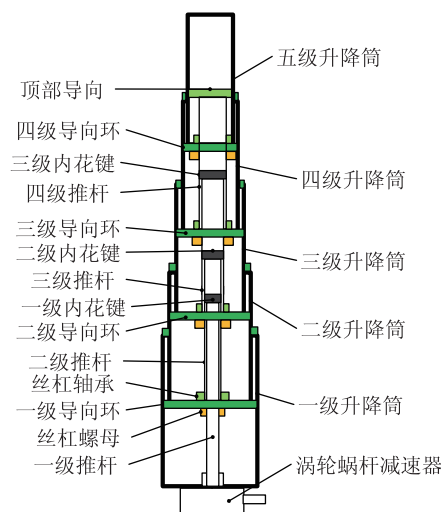 五级升降筒
顶部导向
四级导向环
三级内花键
四级推杆
四级升降筒
三级导向环
二级内花键
三级升降筒
三级推杆
一级内花键
二级导向环
二级升降筒
二级推杆
丝杠轴承
一级导向环
一级升降筒
丝杠螺母
一级推杆
涡轮蜗杆减速器